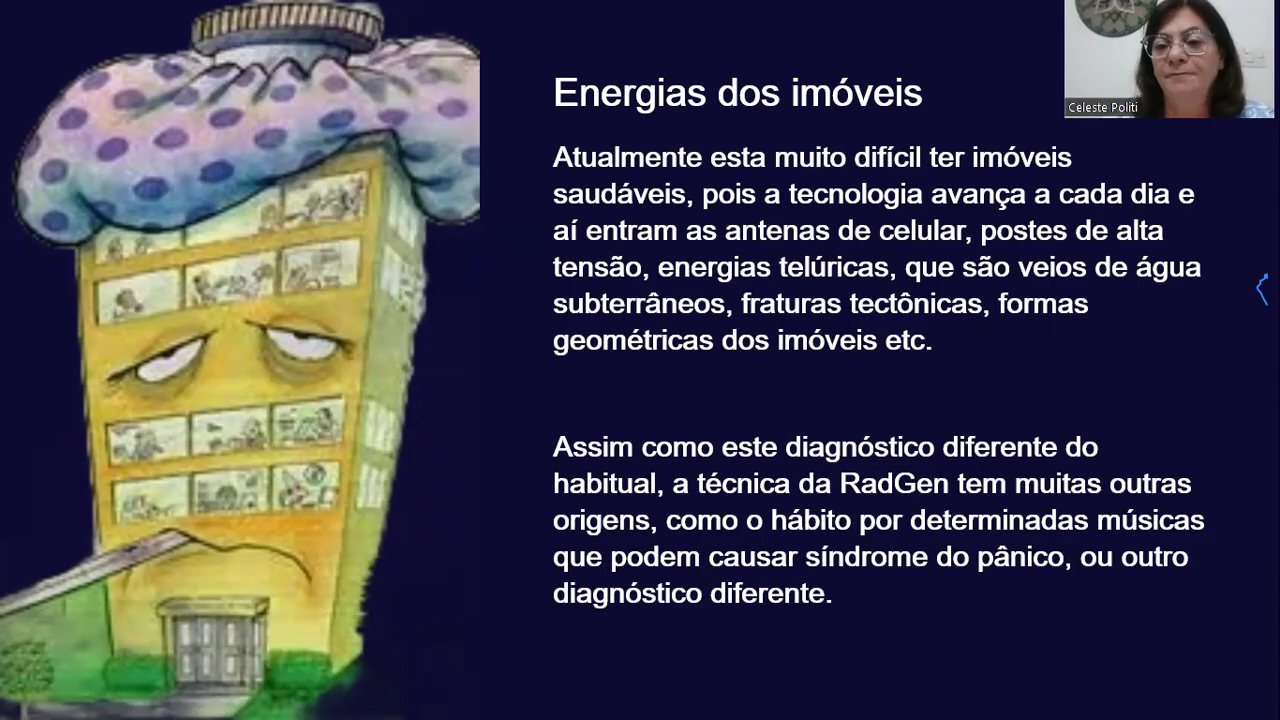 Energias dos imóveis
Celeste Politi
Atualmente esta muito difícil ter imóveis
saudáveis, pois a tecnologia avança a cada dia e
aí entram as antenas de celular, postes de alta
tensão, energias telúricas, que são veios de água
subterrâneos, fraturas tectônicas, formas
geométricas dos imóveis etc.
Assim como este diagnóstico diferente do
habitual, a técnica da RadGen tem muitas outras
origens, como o hábito por determinadas músicas
que podem causar síndrome do pânico, ou outro
diagnóstico diferente.